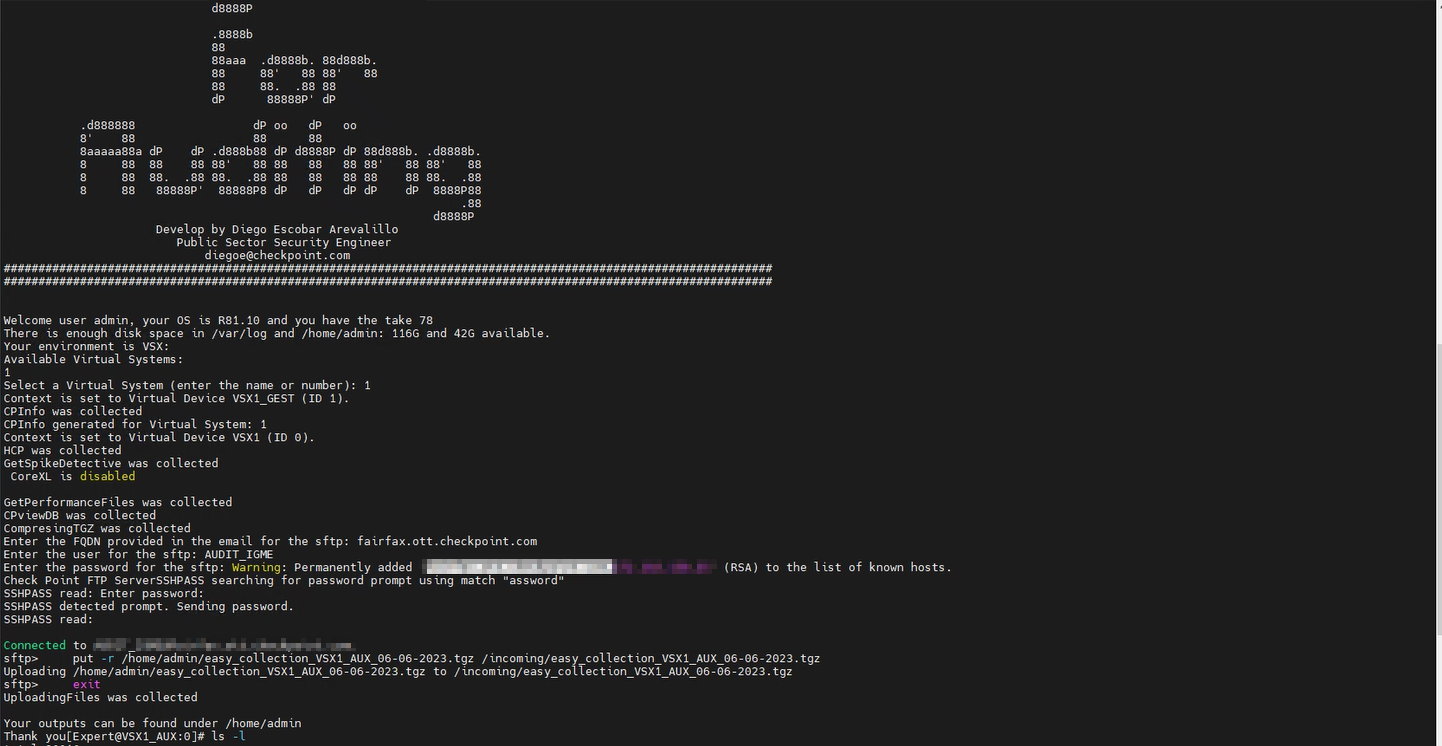 d8888P

                              .8888b
                              88
                              88aaa  .d8888b. 88d888b.
                              88     88'   88 88'   88
                              88     88.  .88 88
                              dP      88888P' dP

           .d888888                 dP oo   dP   oo
           8'     88                88      88
           8aaaaa88a dP    dP .d888b88 dP d8888P dP 88d888b. .d8888b.
           8      88  88    88 88'  88 88   88   88 88'   88 88'   88
           8      88  88.  .88 88.  .88 88   88   88 88    88 88.  .88
           8      88   88888P'  88888P8 dP   dP   dP dP    dP  8888P88
                                                                  .88
                                                              d8888P
                      Develop by Diego Escobar Arevalillo
                         Public Sector Security Engineer
                             diegoe@checkpoint.com
###############################################################################################################
###############################################################################################################
Welcome user admin, your OS is R81.10 and you have the take 78
There is enough disk space in /var/log and /home/admin: 116G and 42G available.
Your environment is VSX:
Available Virtual Systems:
1
Select a Virtual System (enter the name or number): 1
Context is set to Virtual Device VSX1_GEST (ID 1).
CPInfo was collected
CPInfo generated for Virtual System: 1
Context is set to Virtual Device VSX1 (ID 0).
HCP was collected
GetSpikeDetective was collected
 CoreXL is disabled
GetPerformanceFiles was collected
CPviewDB was collected
CompresingTGZ was collected
Enter the FQDN provided in the email for the sftp: fairfax.ott.checkpoint.com
Enter the user for the sftp: AUDIT_IGME
Enter the password for the sftp: Warning: Permanently added (RSA) to the list of known hosts.
Check Point FTP ServerSSHPASS searching for password prompt using match "assword"
SSHPASS read: Enter password:
SSHPASS detected prompt. Sending password.
SSHPASS read:
Connected to
sftp>     put -r /home/admin/easy_collection_VSX1_AUX_06-06-2023.tgz /incoming/easy_collection_VSX1_AUX_06-06-2023.tgz
Uploading /home/admin/easy_collection_VSX1_AUX_06-06-2023.tgz to /incoming/easy_collection_VSX1_AUX_06-06-2023.tgz
sftp>     exit
UploadingFiles was collected
Your outputs can be found under /home/admin
Thank you[Expert@VSX1_AUX:0]# ls -l